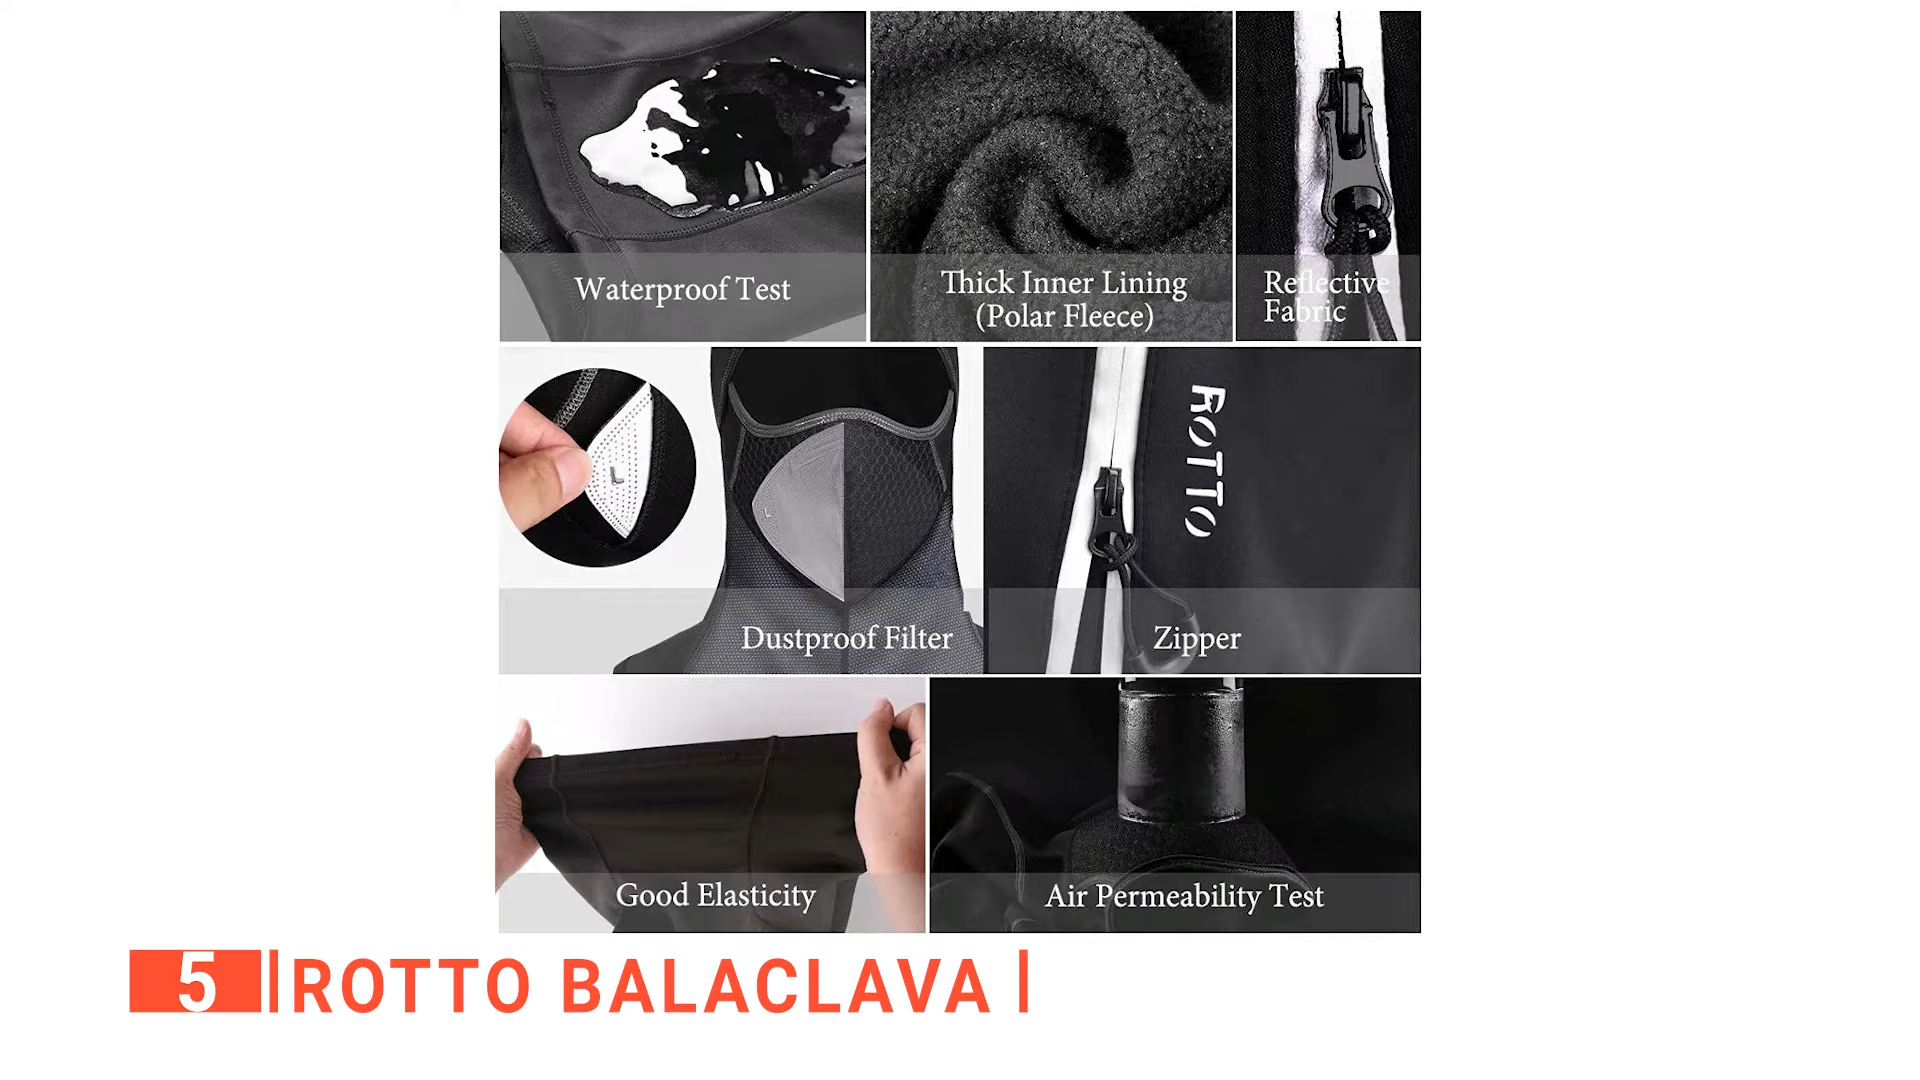 Waterproof Test
Thick Inner Lining
(Polar Fleece)
Reflective
Fabric
L
L
ROTTO
Dustproof Filter
Zipper
Good Elasticity
Air Permeability Test
5
ROTTO BALACLAVA